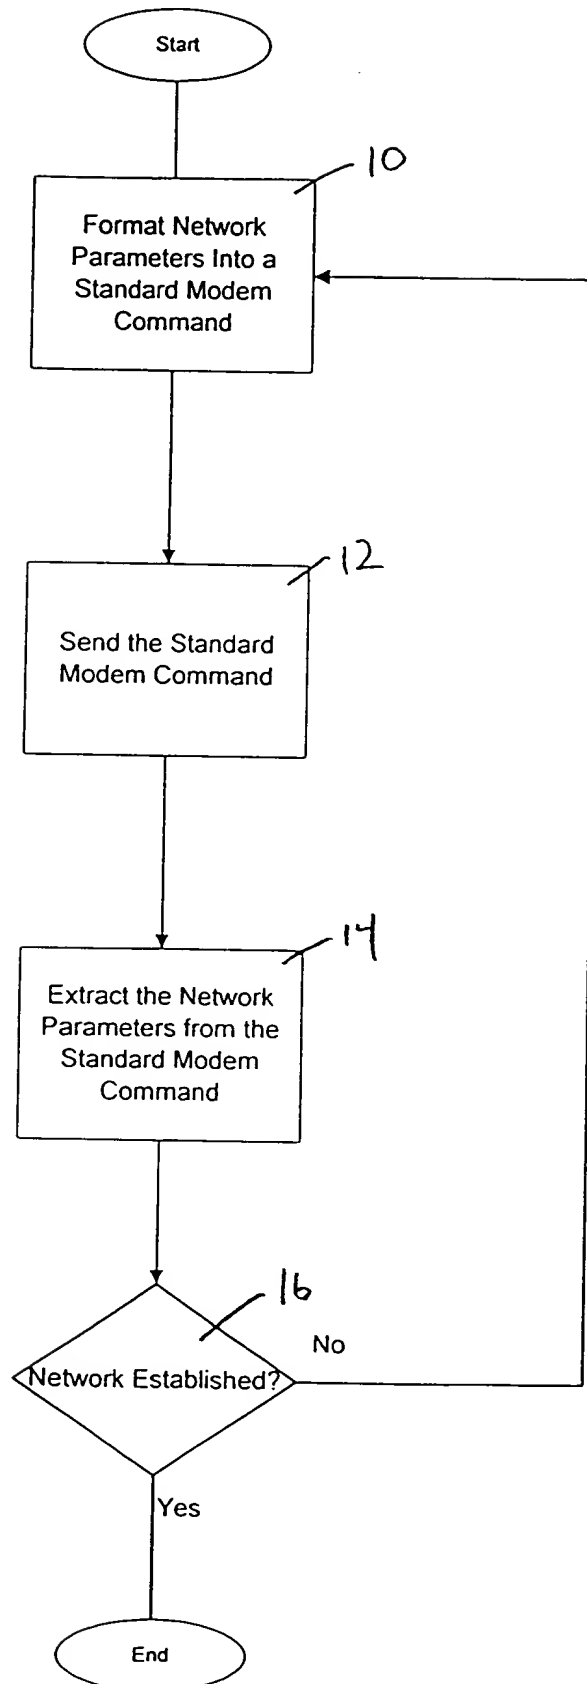 Start
10
Format Network
Parameters Into a
Standard Modem
Command
12
Send the Standard
Modem Command
14
Extract the Network
Parameters from the
Standard Modem
Command
16
No
Network Established?
Yes
End